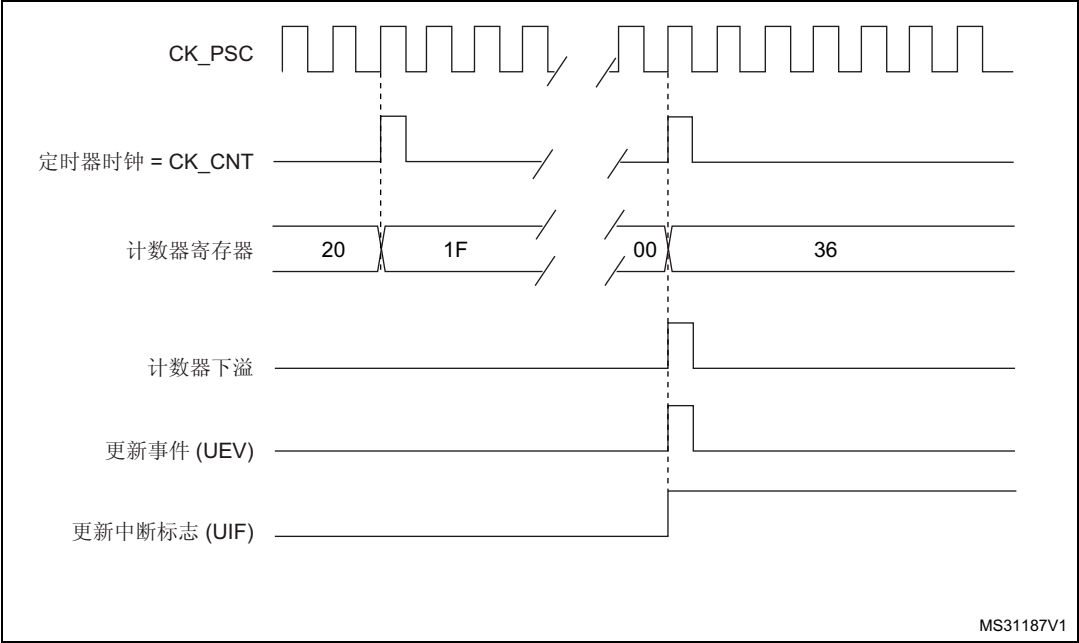 CK_PSC
定时器时钟 = CK_CNT
计数器寄存器 20 1F 00 36
计数器下溢
更新事件 (UEV)
更新中断标志 (UIF)
MS31187V1